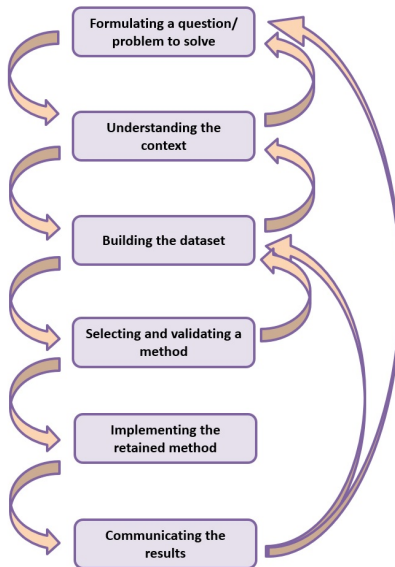 Formulating a question/
problem to solve
Understanding the
context
Building the dataset
Selecting and validating a
method
Implementing the
retained method
Communicating the
results